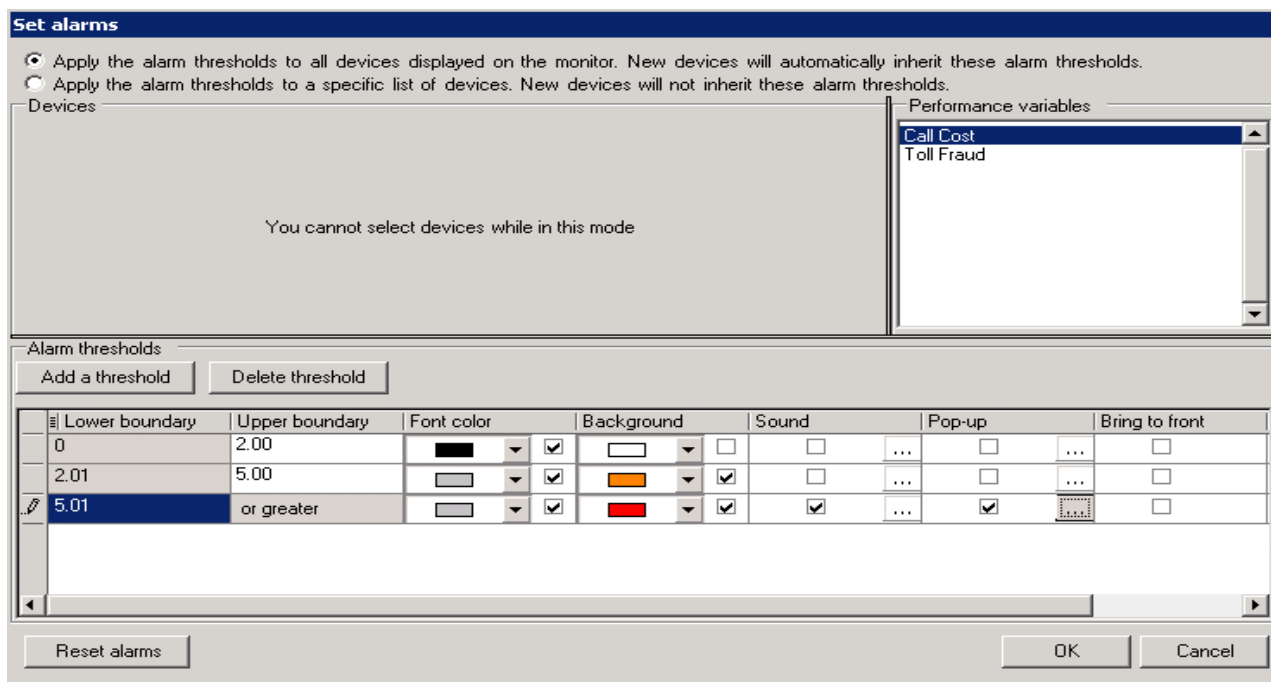 Set alarms
Apply the alarm thresholds to all devices displayed on the monitor. New devices will automatically inherit these alarm thresholds.
Apply the alarm thresholds to a specific list of devices. New devices will not inherit these alarm thresholds.
Devices
Performance variables
Call Cost
Toll Fraud
You cannot select devices while in this mode
Alarm thresholds
Add a threshold Delete threshold
Lower boundary Upper boundary Font color Background Sound Pop-up Bring to front
0 2.00 ... ...
2.01 5.00 ... ...
5.01 or greater ... ...
Reset alarms OK Cancel